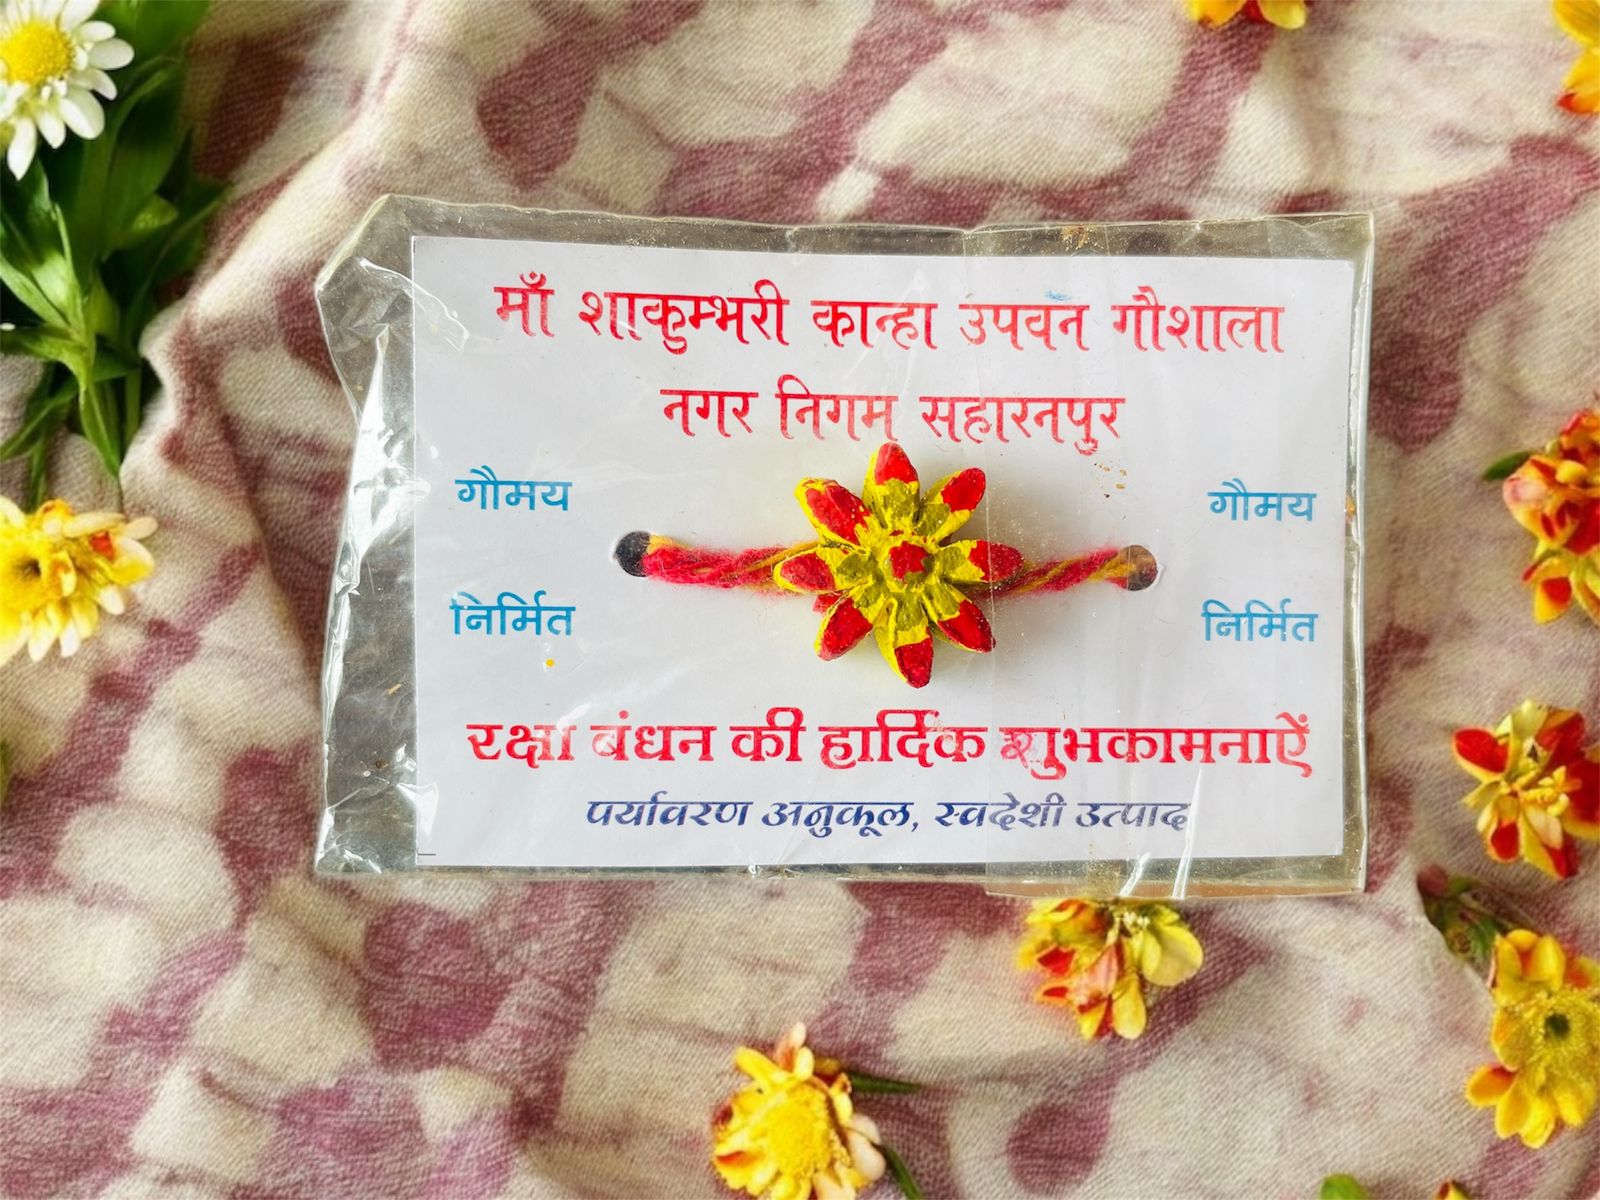 माँ शाकुम्भरी कान्हा उपवन गौशाला
नगर निगम सहारनपुर
गौमय गौमय
निर्मित निर्मित
रक्षा बंधन की हार्दिक शुभकामनाऐं
पर्यावरण अनुकूल, स्वदेशी उत्पाद